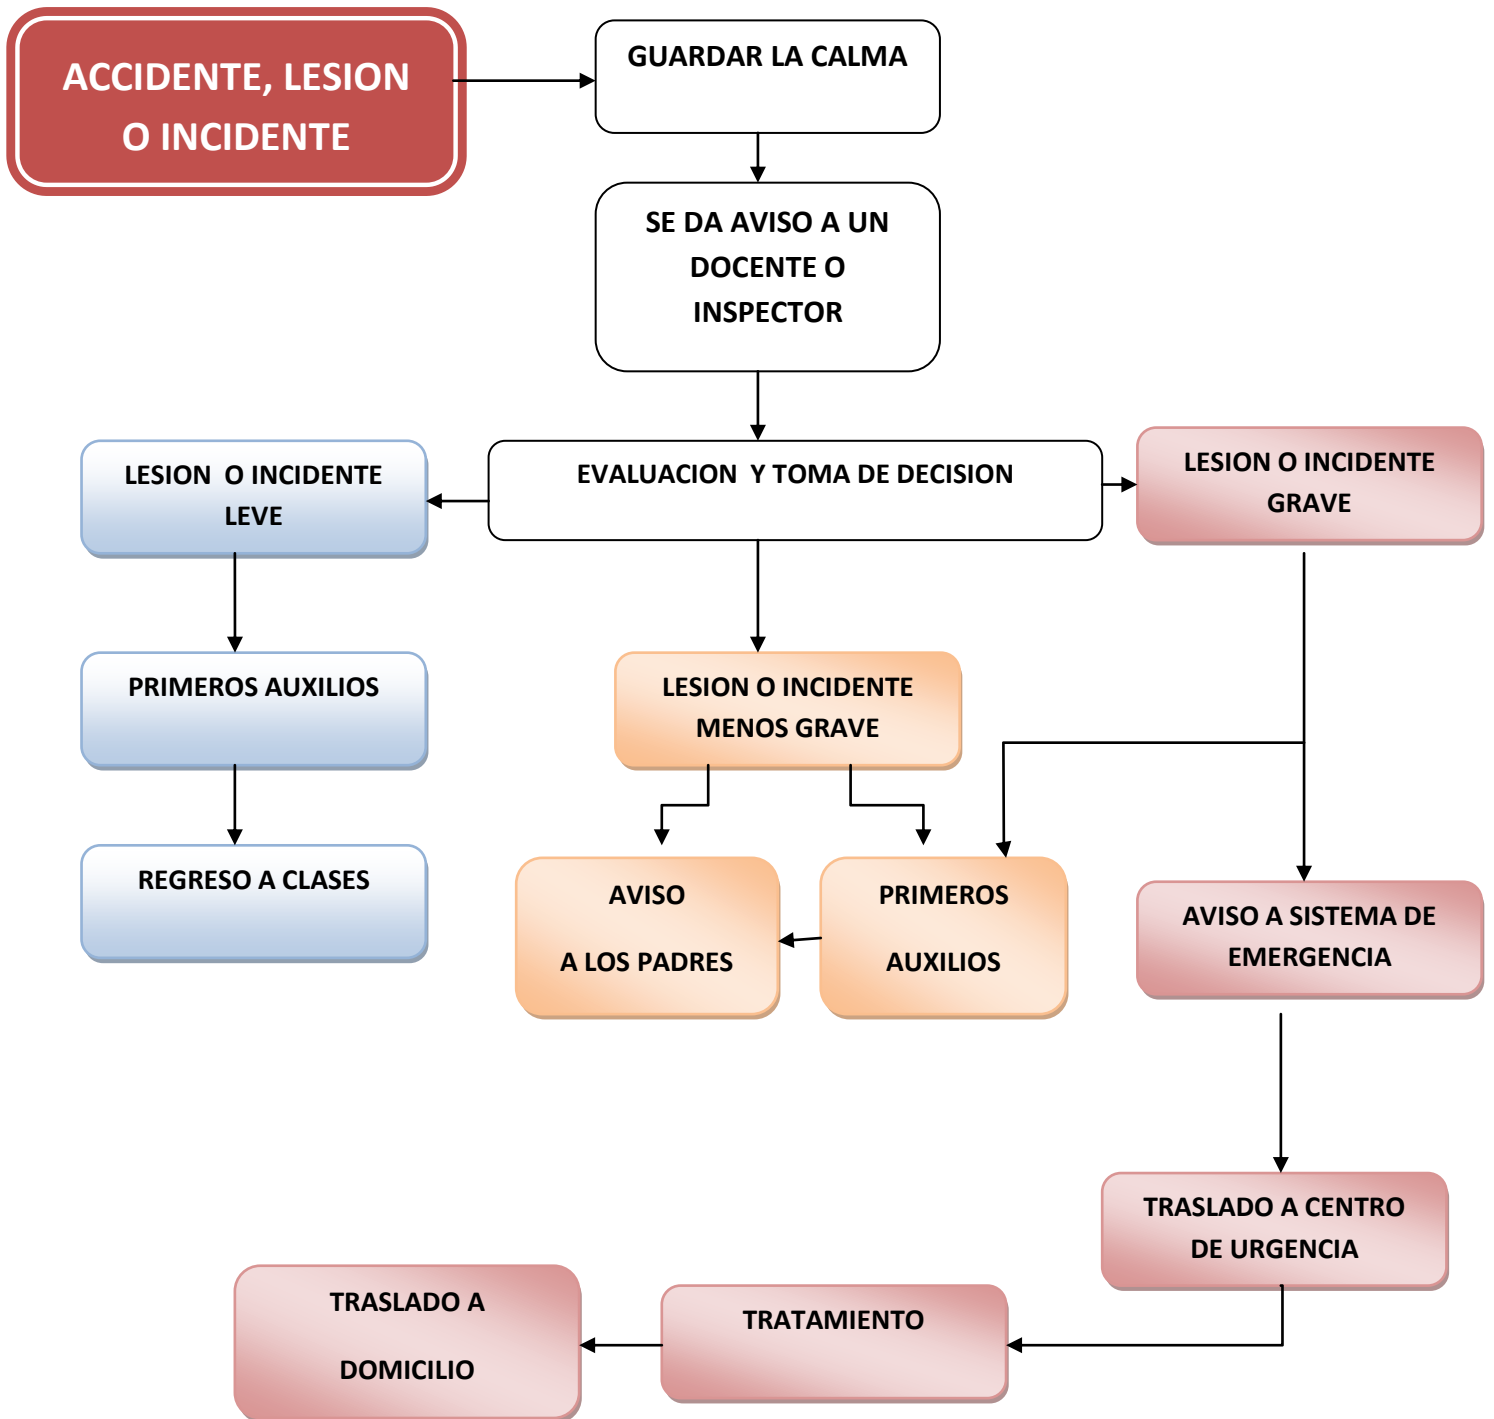 ACCIDENTE, LESION
O INCIDENTE
GUARDAR LA CALMA
SE DA AVISO A UN
DOCENTE O
INSPECTOR
EVALUACION Y TOMA DE DECISION
LESION O INCIDENTE
LEVE
LESION O INCIDENTE
GRAVE
PRIMEROS AUXILIOS
LESION O INCIDENTE
MENOS GRAVE
REGRESO A CLASES
AVISO
A LOS PADRES
PRIMEROS
AUXILIOS
AVISO A SISTEMA DE
EMERGENCIA
TRASLADO A CENTRO
DE URGENCIA
TRATAMIENTO
TRASLADO A
DOMICILIO